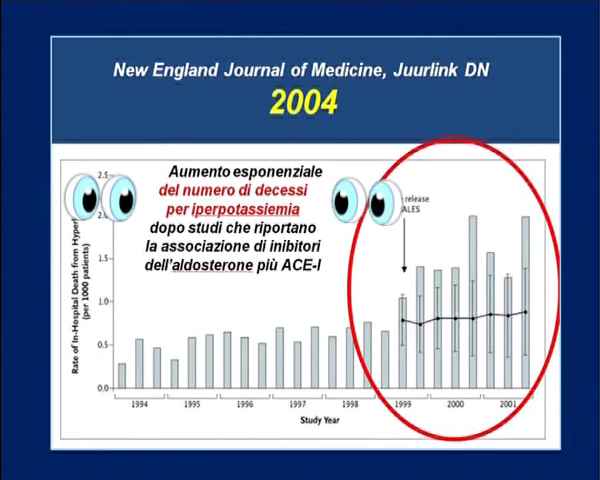 New England Journal of Medicine, Juurlink DN
2004
Aumento esponenziale
del numero di decessi
per iperpotassiemia
dopo studi che riportano
la associazione di inibitori
dell'aldosterone più ACE-I
release
ALES
Rate of In-Hospital Death from Hyper
(per 1000 patients)
2.5
2.0
1.5
1.0
0.5
0.0
1994 1995 1996 1997 1998 1999 2000 2001
Study Year